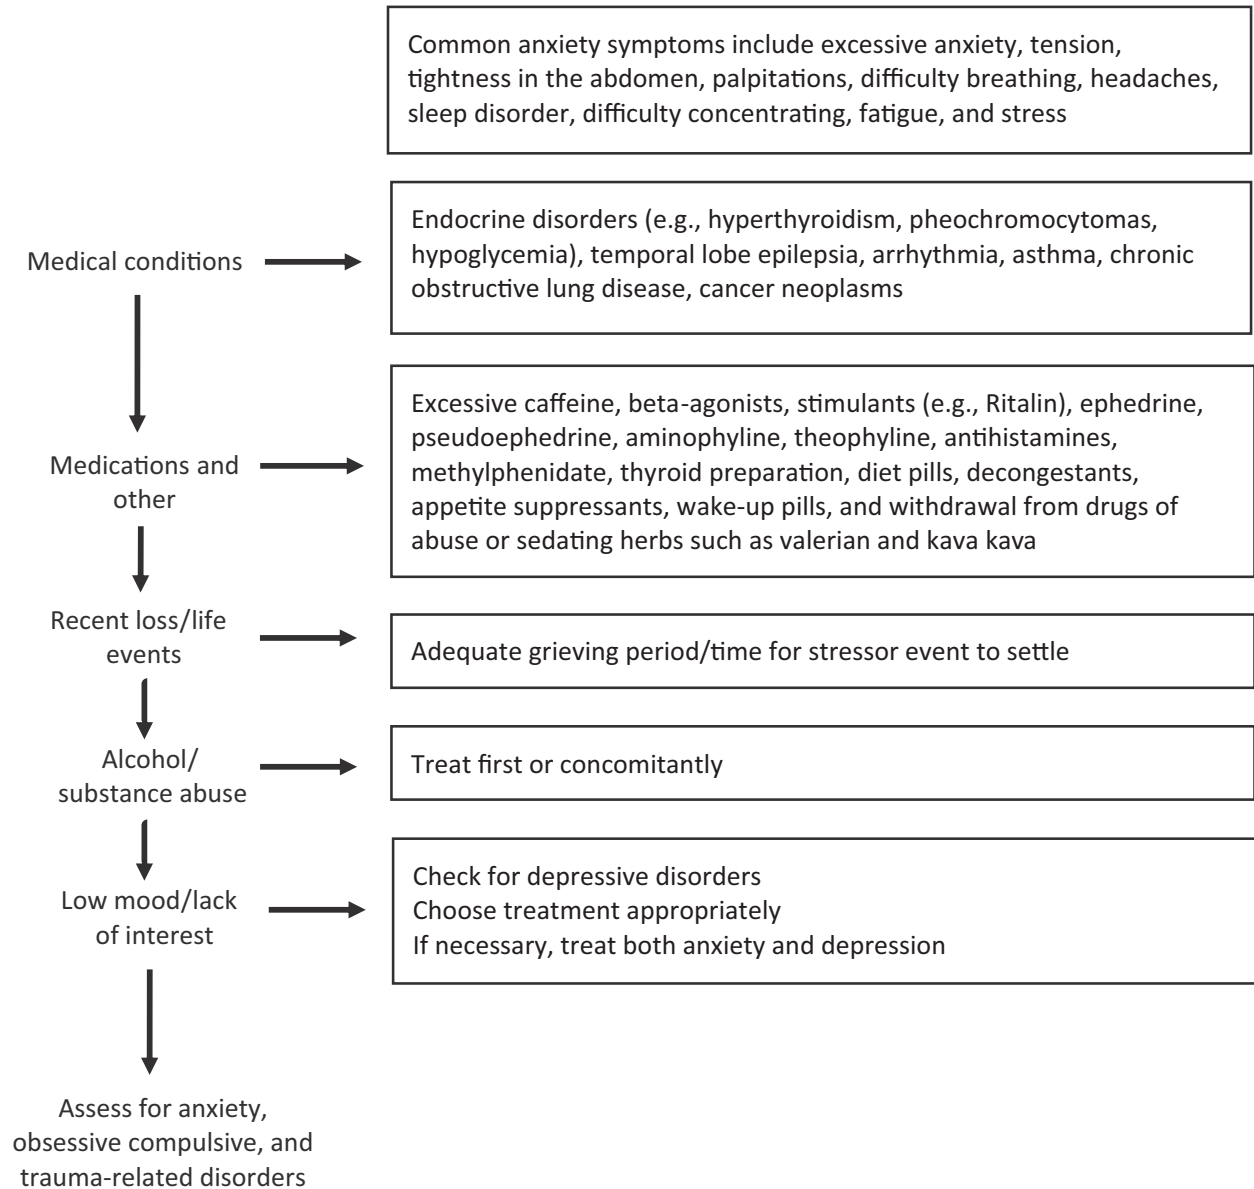 Common anxiety symptoms include excessive anxiety, tension,
tightness in the abdomen, palpitations, difficulty breathing, headaches,
sleep disorder, difficulty concentrating, fatigue, and stress
Medical conditions
Endocrine disorders (e.g., hyperthyroidism, pheochromocytomas,
hypoglycemia), temporal lobe epilepsy, arrhythmia, asthma, chronic
obstructive lung disease, cancer neoplasms
Medications and
other
Excessive caffeine, beta-agonists, stimulants (e.g., Ritalin), ephedrine,
pseudoephedrine, aminophyline, theophyline, antihistamines,
methylphenidate, thyroid preparation, diet pills, decongestants,
appetite suppressants, wake-up pills, and withdrawal from drugs of
abuse or sedating herbs such as valerian and kava kava
Recent loss/life
events
Adequate grieving period/time for stressor event to settle
Alcohol/
substance abuse
Treat first or concomitantly
Low mood/lack
of interest
Check for depressive disorders
Choose treatment appropriately
If necessary, treat both anxiety and depression
Assess for anxiety,
obsessive compulsive, and
trauma-related disorders